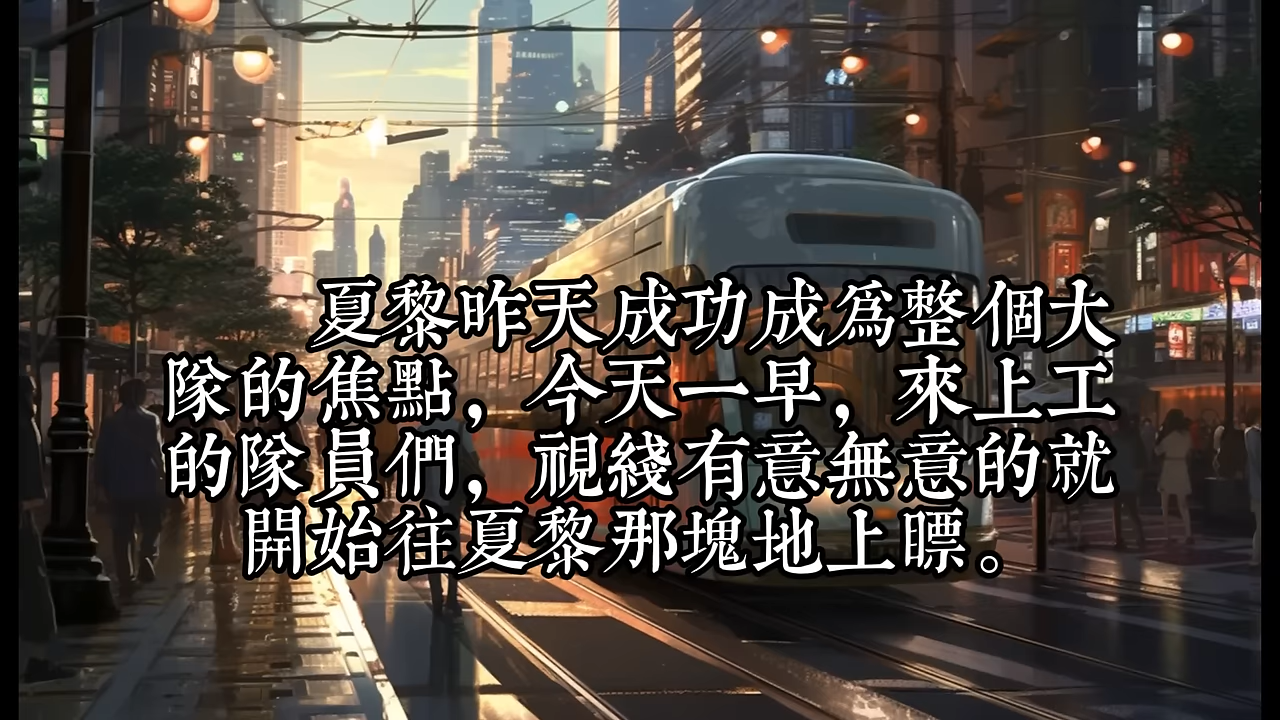 夏黎昨天成功成爲整個大
隊的焦點，今天一早，來上工
的隊員們，視綫有意無意的就
開始往夏黎那塊地上瞟。